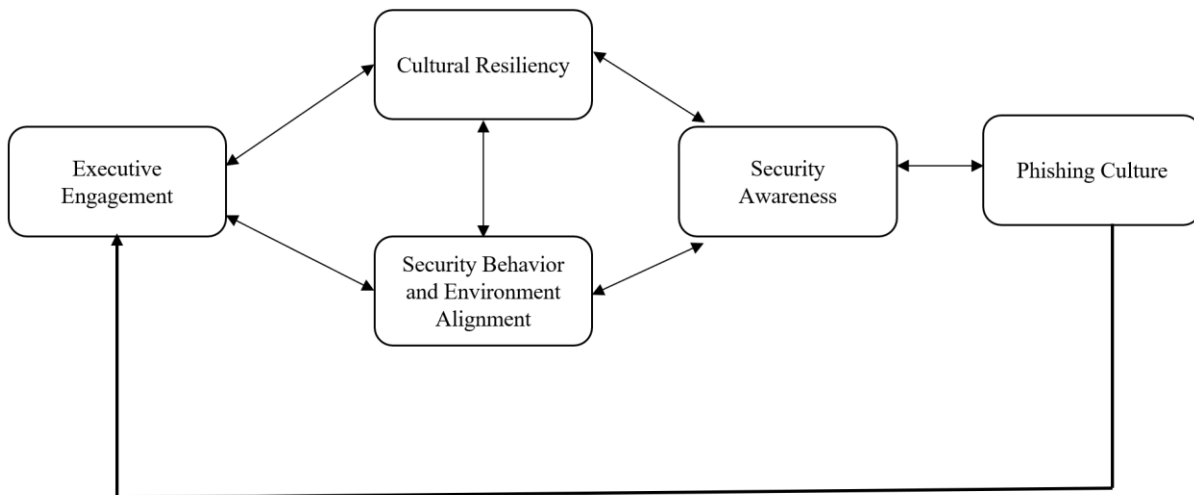 Cultural Resiliency
Executive
Engagement
Security
Awareness
Phishing Culture
Security Behavior
and Environment
Alignment